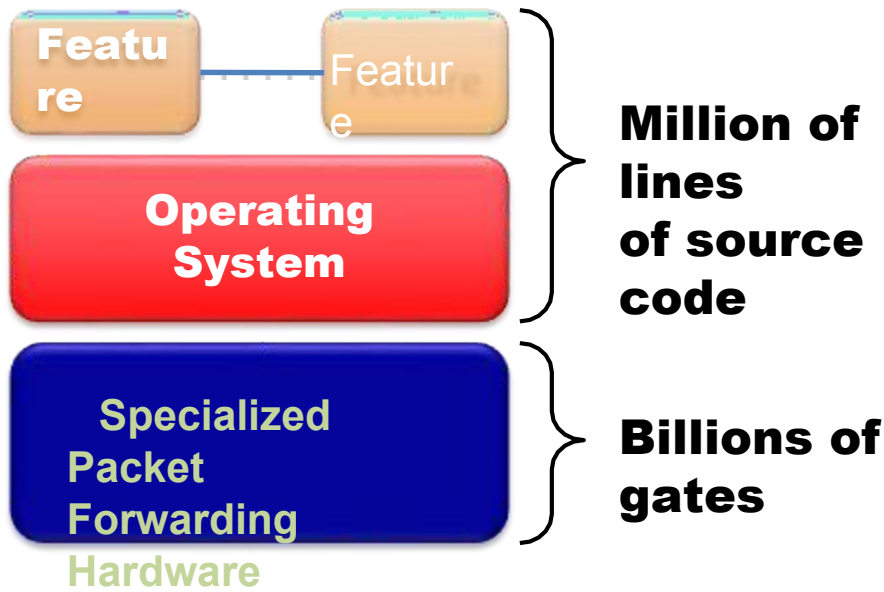 Featu
re
Featur
e
Operating
System
Specialized
Packet
Forwarding
Hardware
Million of
lines
of source
code
Billions of
gates